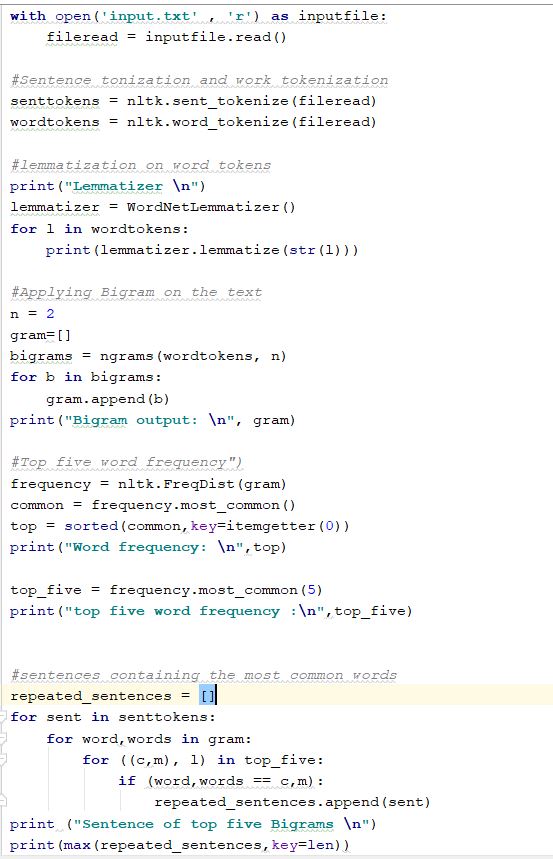 with open('input.txt' , 'r') as inputfile:
    fileread = inputfile.read()

#Sentence tonization and work tokenization
senttokens = nltk.sent_tokenize(fileread)
wordtokens = nltk.word_tokenize(fileread)

#lemmatization on word tokens
print("Lemmatizer \n")
lemmatizer = WordNetLemmatizer()
for l in wordtokens:
    print(lemmatizer.lemmatize(str(l)))

#Applying Bigram on the text
n = 2
gram=[]
bigrams = ngrams(wordtokens, n)
for b in bigrams:
    gram.append(b)
print("Bigram output: \n", gram)

#Top five word frequency")
frequency = nltk.FreqDist(gram)
common = frequency.most_common()
top = sorted(common,key=itemgetter(0))
print("Word frequency: \n",top)

top_five = frequency.most_common(5)
print("top five word frequency :\n",top_five)

#sentences containing the most common words
repeated_sentences = []
for sent in senttokens:
    for word,words in gram:
        for ((c,m), l) in top_five:
            if (word,words == c,m):
                repeated_sentences.append(sent)
print ("Sentence of top five Bigrams \n")
print(max(repeated_sentences,key=len))